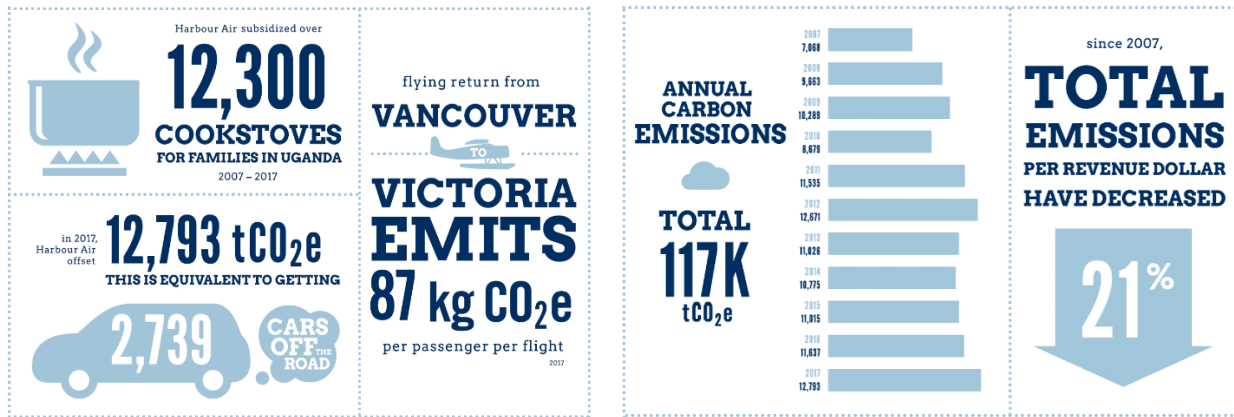 Harbour Air subsidized over
12,300
COOKSTOVES
FOR FAMILIES IN UGANDA
2007 – 2017
in 2017,
Harbour Air
offset
12,793 tCO₂e
THIS IS EQUIVALENT TO GETTING
2,739
CARS
OFF THE
ROAD
flying return from
VANCOUVER
TO
VICTORIA
EMITS
87 kg CO₂e
per passenger per flight
2017
ANNUAL
CARBON
EMISSIONS
TOTAL
117K
tCO₂e
2007
7,068
2008
9,663
2009
10,289
2010
8,679
2011
11,535
2012
12,671
2013
11,026
2014
10,775
2015
11,015
2016
11,637
2017
12,793
since 2007,
TOTAL
EMISSIONS
PER REVENUE DOLLAR
HAVE DECREASED
21%